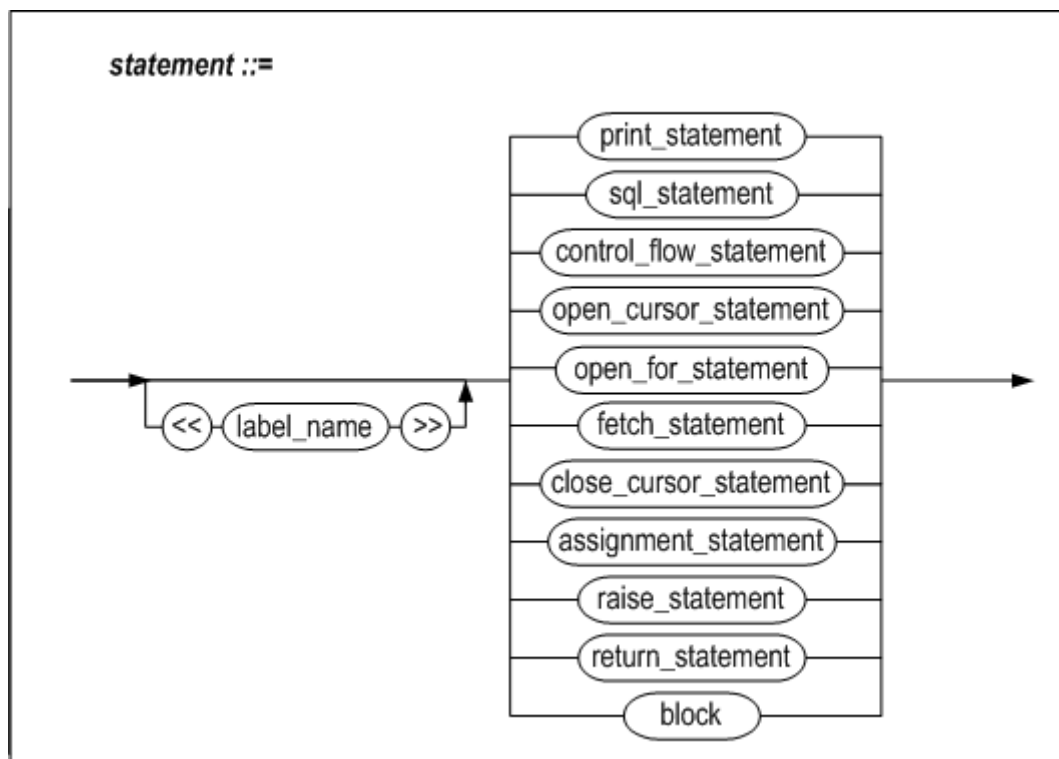 statement ::=
print_statement
sql_statement
control_flow_statement
open_cursor_statement
open_for_statement
<< label_name >>
fetch_statement
close_cursor_statement
assignment_statement
raise_statement
return_statement
block